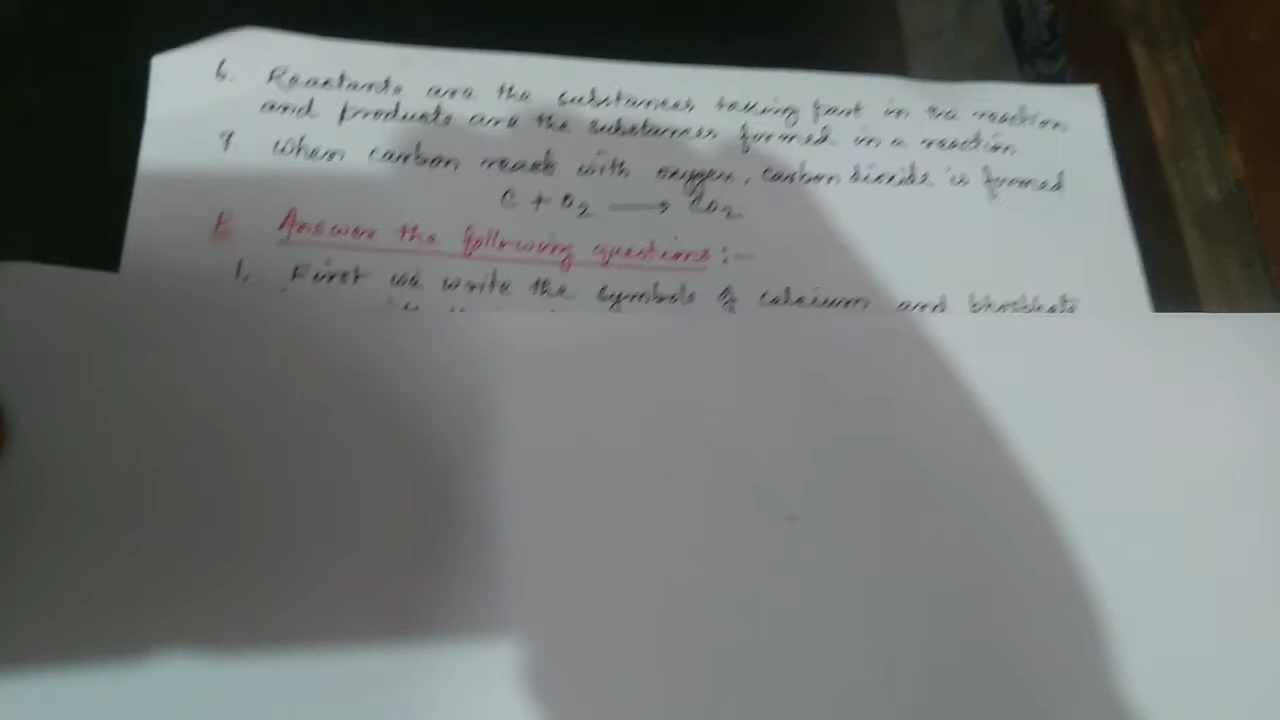 6. Reactants are the substances taking part in the reaction
and products are the substances formed in a reaction
7 When carbon reacts with oxygen, carbon dioxide is formed
C + O₂ ⟶ CO₂
E Answer the following questions :-
1. First we write the symbols of calcium and phosphate